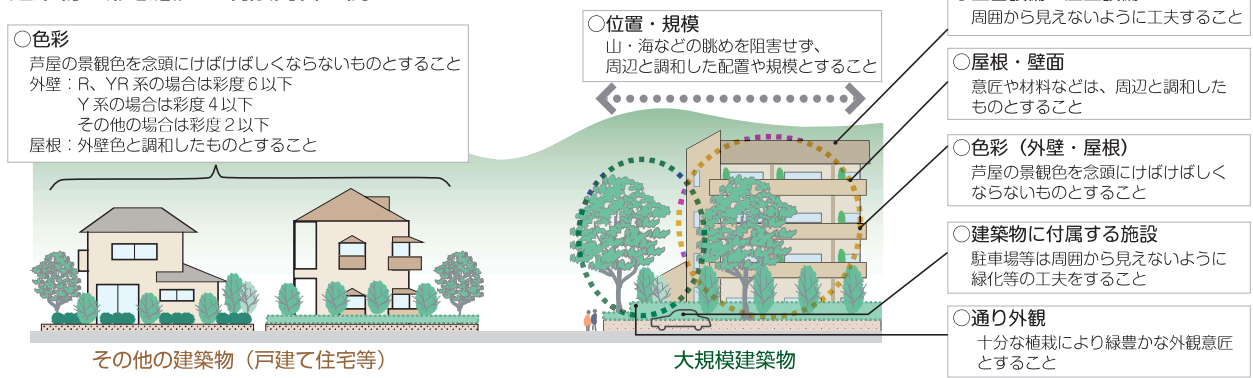 ○色彩
芦屋の景観色を念頭にけばけばしくならないものとすること
外壁：R、YR 系の場合は彩度６以下
Y 系の場合は彩度４以下
その他の場合は彩度２以下
屋根：外壁色と調和したものとすること
○位置・規模
山・海などの眺めを阻害せず、
周辺と調和した配置や規模とすること
周囲から見えないように工夫すること
○屋根・壁面
意匠や材料などは、周辺と調和した
ものとすること
○色彩（外壁・屋根）
芦屋の景観色を念頭にけばけばしく
ならないものとすること
○建築物に付属する施設
駐車場等は周囲から見えないように
緑化等の工夫をすること
○通り外観
十分な植栽により緑豊かな外観意匠
とすること
その他の建築物（戸建て住宅等）
大規模建築物